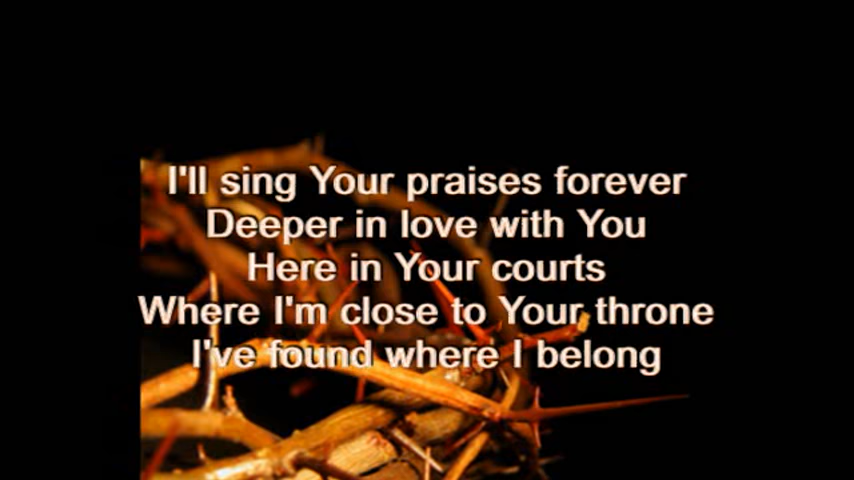 I'll sing Your praises forever
Deeper in love with You
Here in Your courts
Where I'm close to Your throne
I've found where I belong